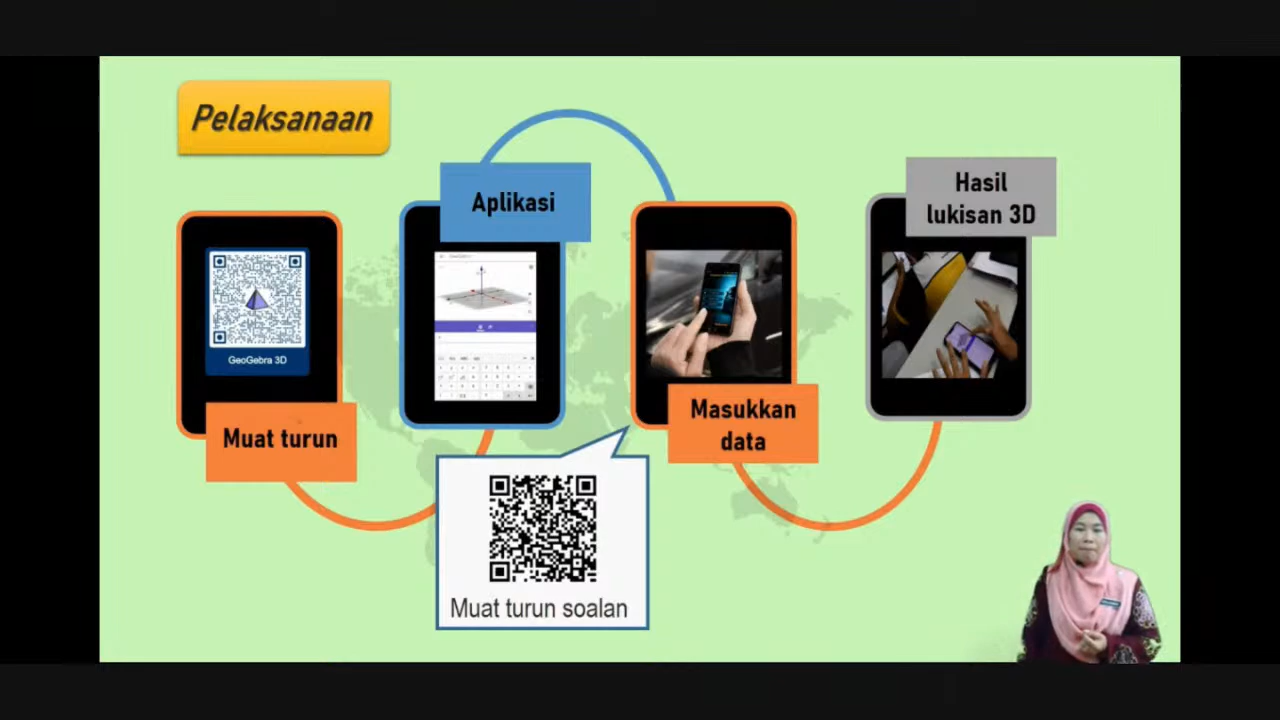 Pelaksanaan
GeoGebra 3D
Muat turun
Aplikasi
Muat turun soalan
Masukkan
data
Hasil
lukisan 3D